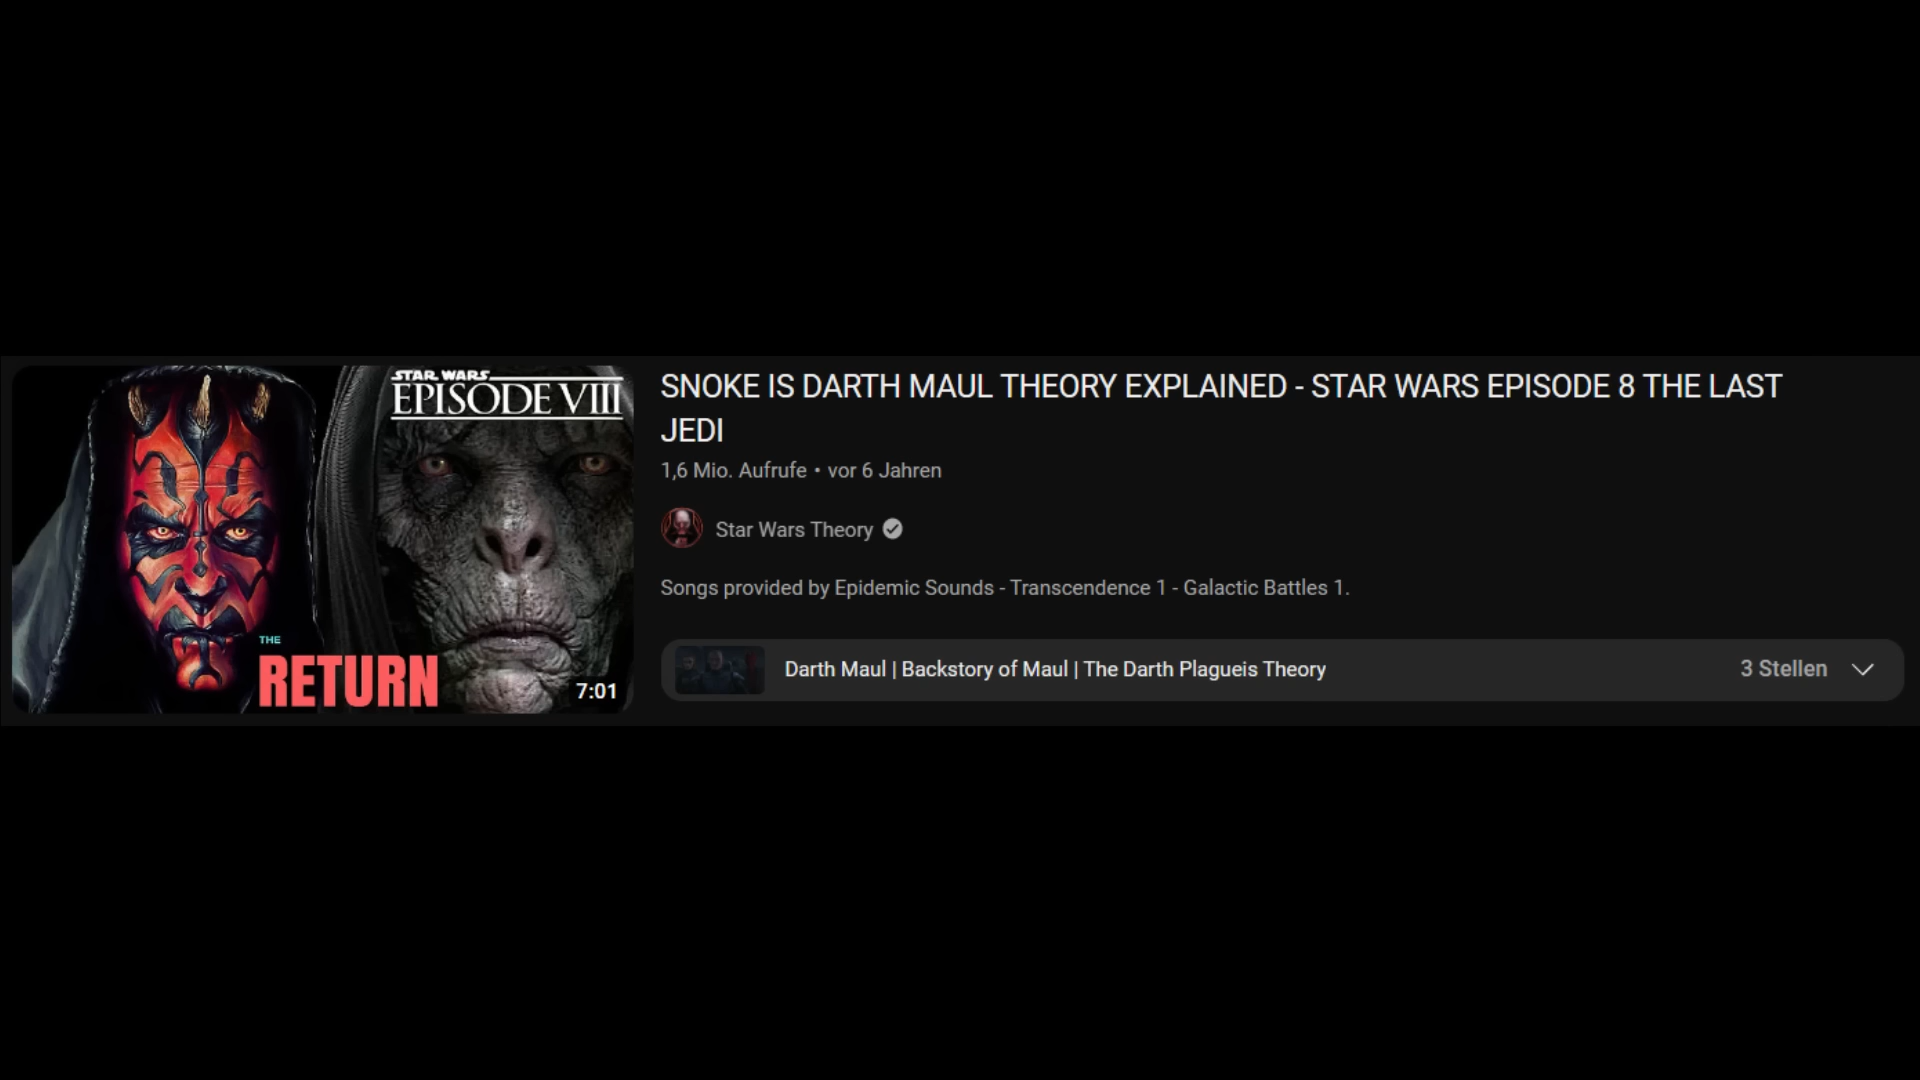 STAR WARS
EPISODE VIII
THE
RETURN
7:01
SNOKE IS DARTH MAUL THEORY EXPLAINED - STAR WARS EPISODE 8 THE LAST
JEDI
1,6 Mio. Aufrufe • vor 6 Jahren
Star Wars Theory
Songs provided by Epidemic Sounds - Transcendence 1 - Galactic Battles 1.
Darth Maul | Backstory of Maul | The Darth Plagueis Theory
3 Stellen